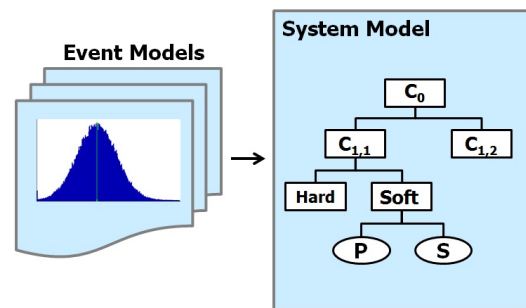 Event Models
System Model
C0
C1,1
C1,2
Hard
Soft
P
S